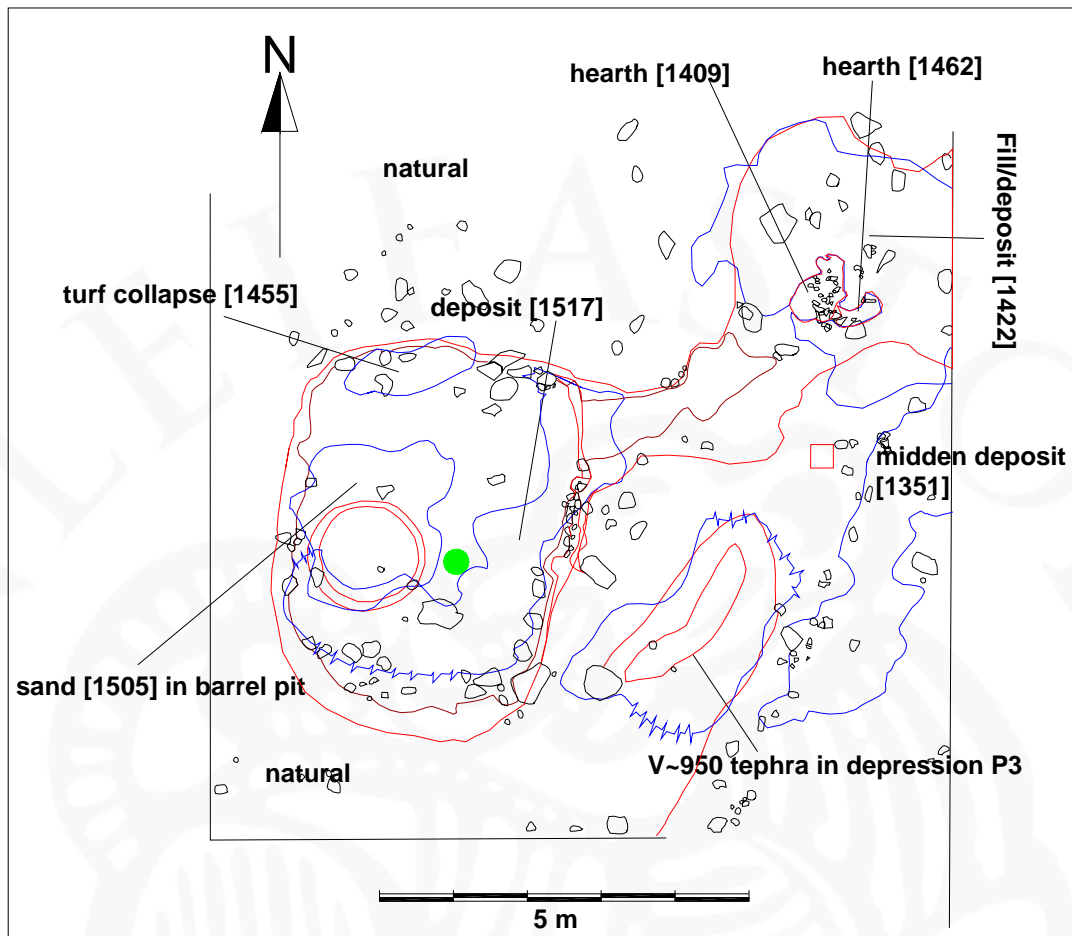 N
hearth [1409]
hearth [1462]
natural
Fill/deposit [1422]
turf collapse [1455]
deposit [1517]
midden deposit
[1351]
sand [1505] in barrel pit
V~950 tephra in depression P3
natural
5 m